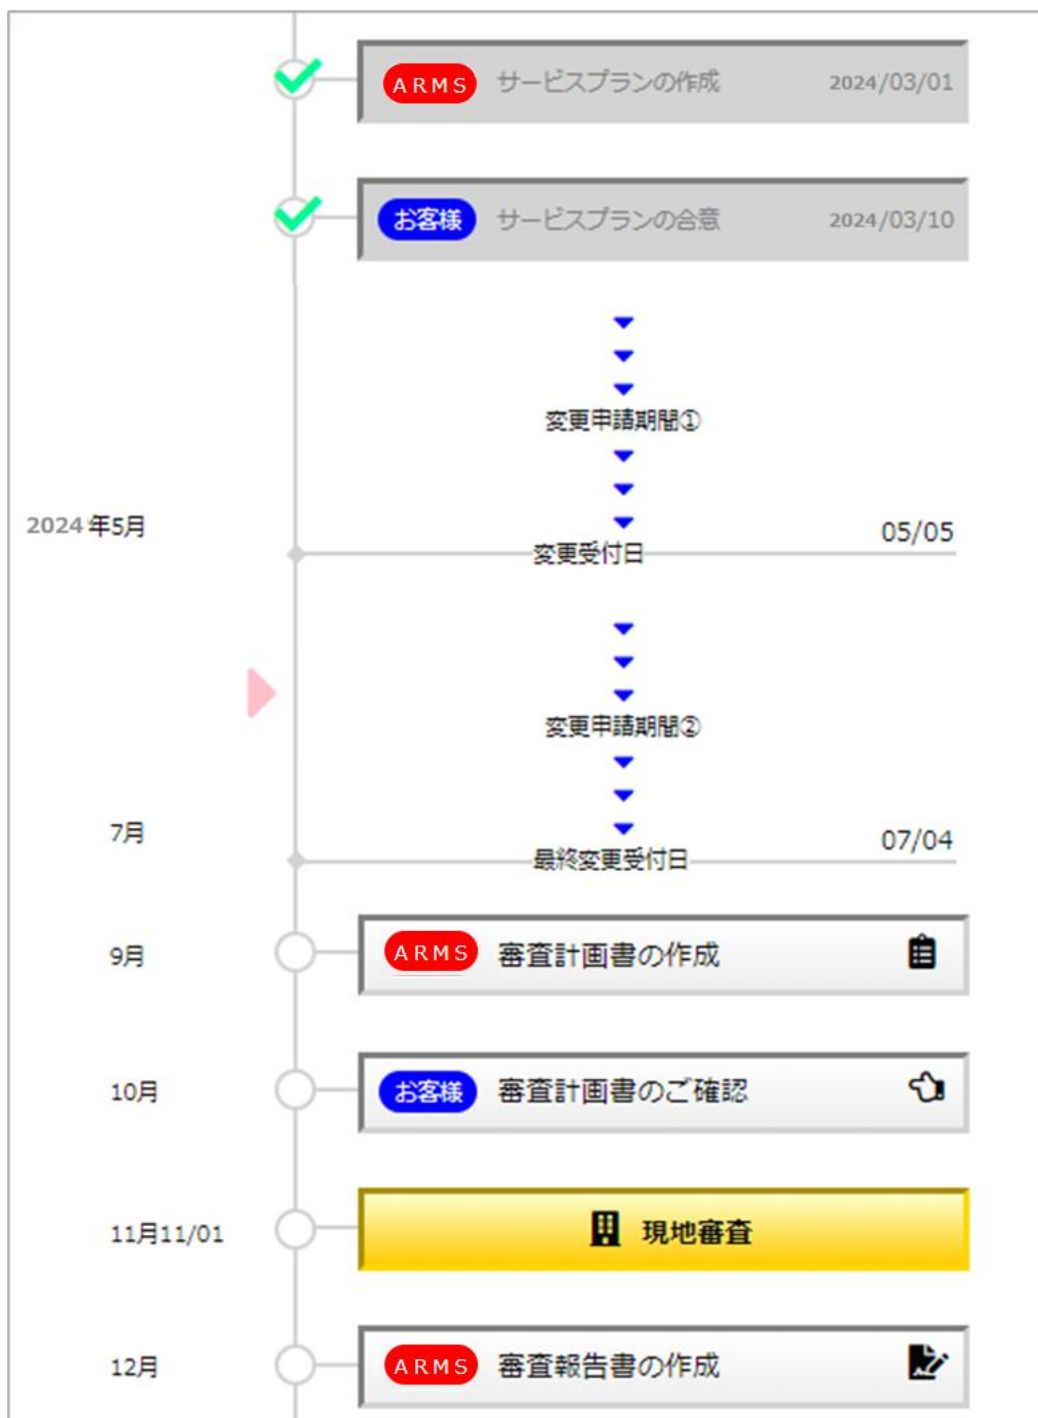 ARMS サービスプランの作成 2024/03/01
お客様 サービスプランの合意 2024/03/10
変更申請期間①
2024年5月 05/05
変更受付日
変更申請期間②
7月 07/04
最終変更受付日
9月 ARMS 審査計画書の作成
10月 お客様 審査計画書のご確認
11月11/01 現地審査
12月 ARMS 審査報告書の作成